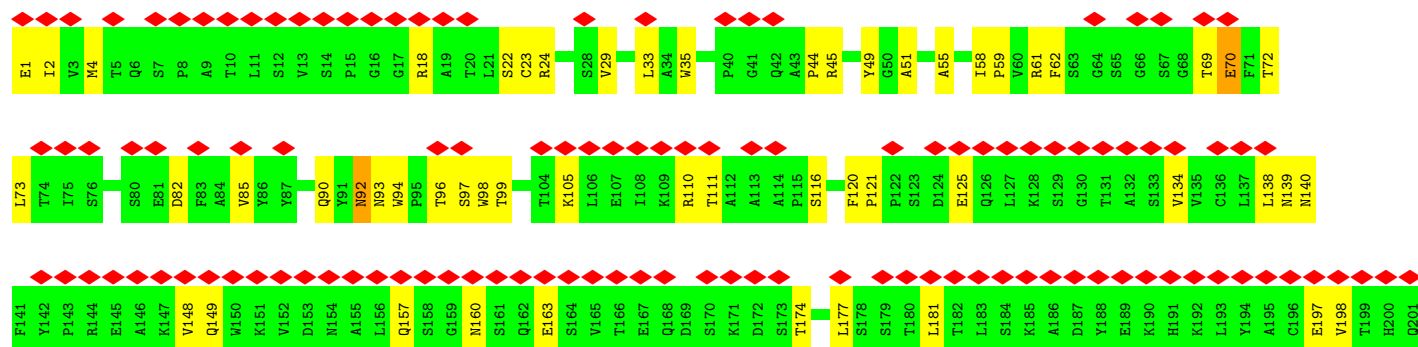 E1 I2 V3 M4 T5 Q6 S7 P8 A9 T10 L11 S12 V13 S14 P15 G16 G17 R18 A19 T20 L21 S22 C23 R24 S28 V29 L33 A34 W35 P40 G41 Q42 A43 P44 R45 Y49 G50 A51 A55 I58 P59 V60 R61 F62 S63 G64 S65 G66 S67 G68 T69 E70 F71 T72
L73 T74 I75 S76 S80 E81 D82 F83 A84 V85 Y86 Y87 Q90 Y91 N92 N93 W94 P95 T96 S97 W98 T99 T104 K105 L106 E107 I108 K109 R110 T111 A112 A113 A114 P115 S116 F120 P121 P122 S123 D124 E125 Q126 L127 K128 S129 G130 T131 A132 S133 V134 V135 C136 L137 L138 N139 N140
F141 Y142 P143 R144 E145 A146 K147 V148 Q149 W150 K151 V152 D153 N154 A155 L156 Q157 S158 G159 N160 S161 Q162 E163 S164 V165 T166 E167 Q168 D169 S170 K171 D172 S173 T174 L177 S178 S179 T180 L181 T182 L183 S184 K185 A186 D187 Y188 E189 K190 H191 K192 L193 Y194 A195 C196 E197 V198 T199 H200 Q201